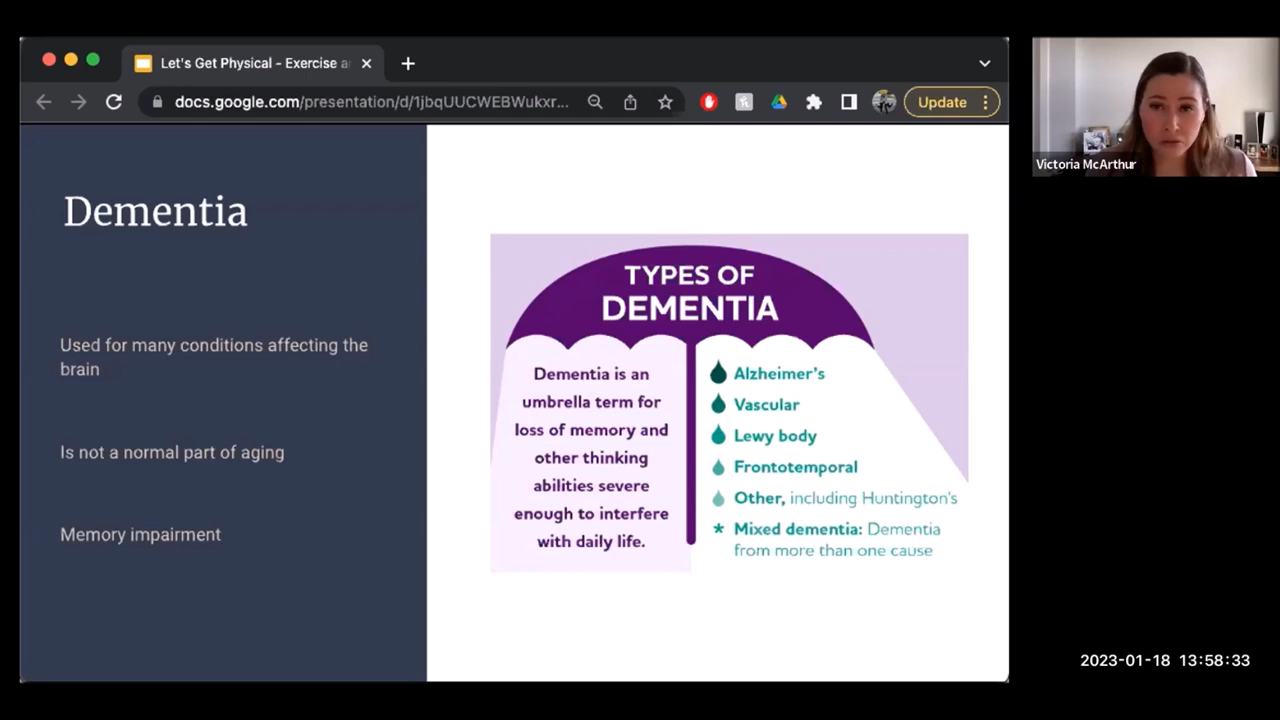 Let's Get Physical - Exercise a
docs.google.com/presentation/d/1jbqUUCWEBWukxr...
Update
Victoria McArthur
Dementia
Used for many conditions affecting the
brain
Is not a normal part of aging
Memory impairment
TYPES OF
DEMENTIA
Dementia is an
umbrella term for
loss of memory and
other thinking
abilities severe
enough to interfere
with daily life.
Alzheimer's
Vascular
Lewy body
Frontotemporal
Other, including Huntington's
* Mixed dementia: Dementia
from more than one cause
2023-01-18 13:58:33